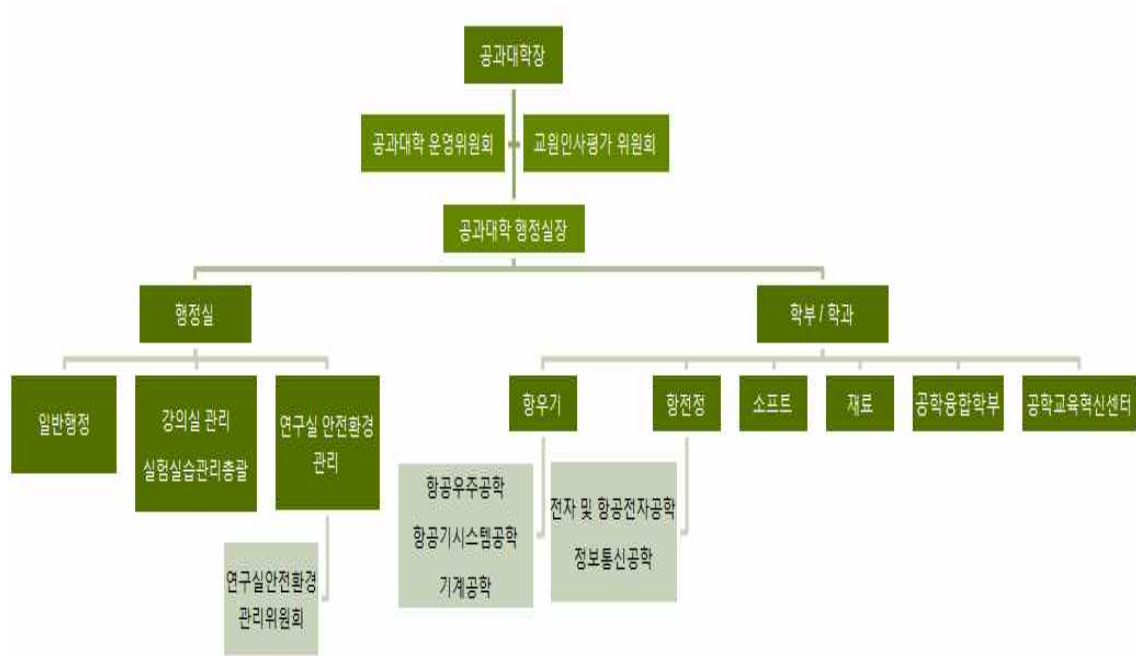 공과대학장
공과대학 운영위원회
교원인사평가 위원회
공과대학 행정실장
행정실
학부 / 학과
일반행정
강의실 관리
실험실습관리총괄
연구실 안전환경
관리
항우기
항전정
소프트
재료
공학융합학부
공학교육혁신센터
연구실안전환경
관리위원회
항공우주공학
항공기시스템공학
기계공학
전자 및 항공전자공학
정보통신공학